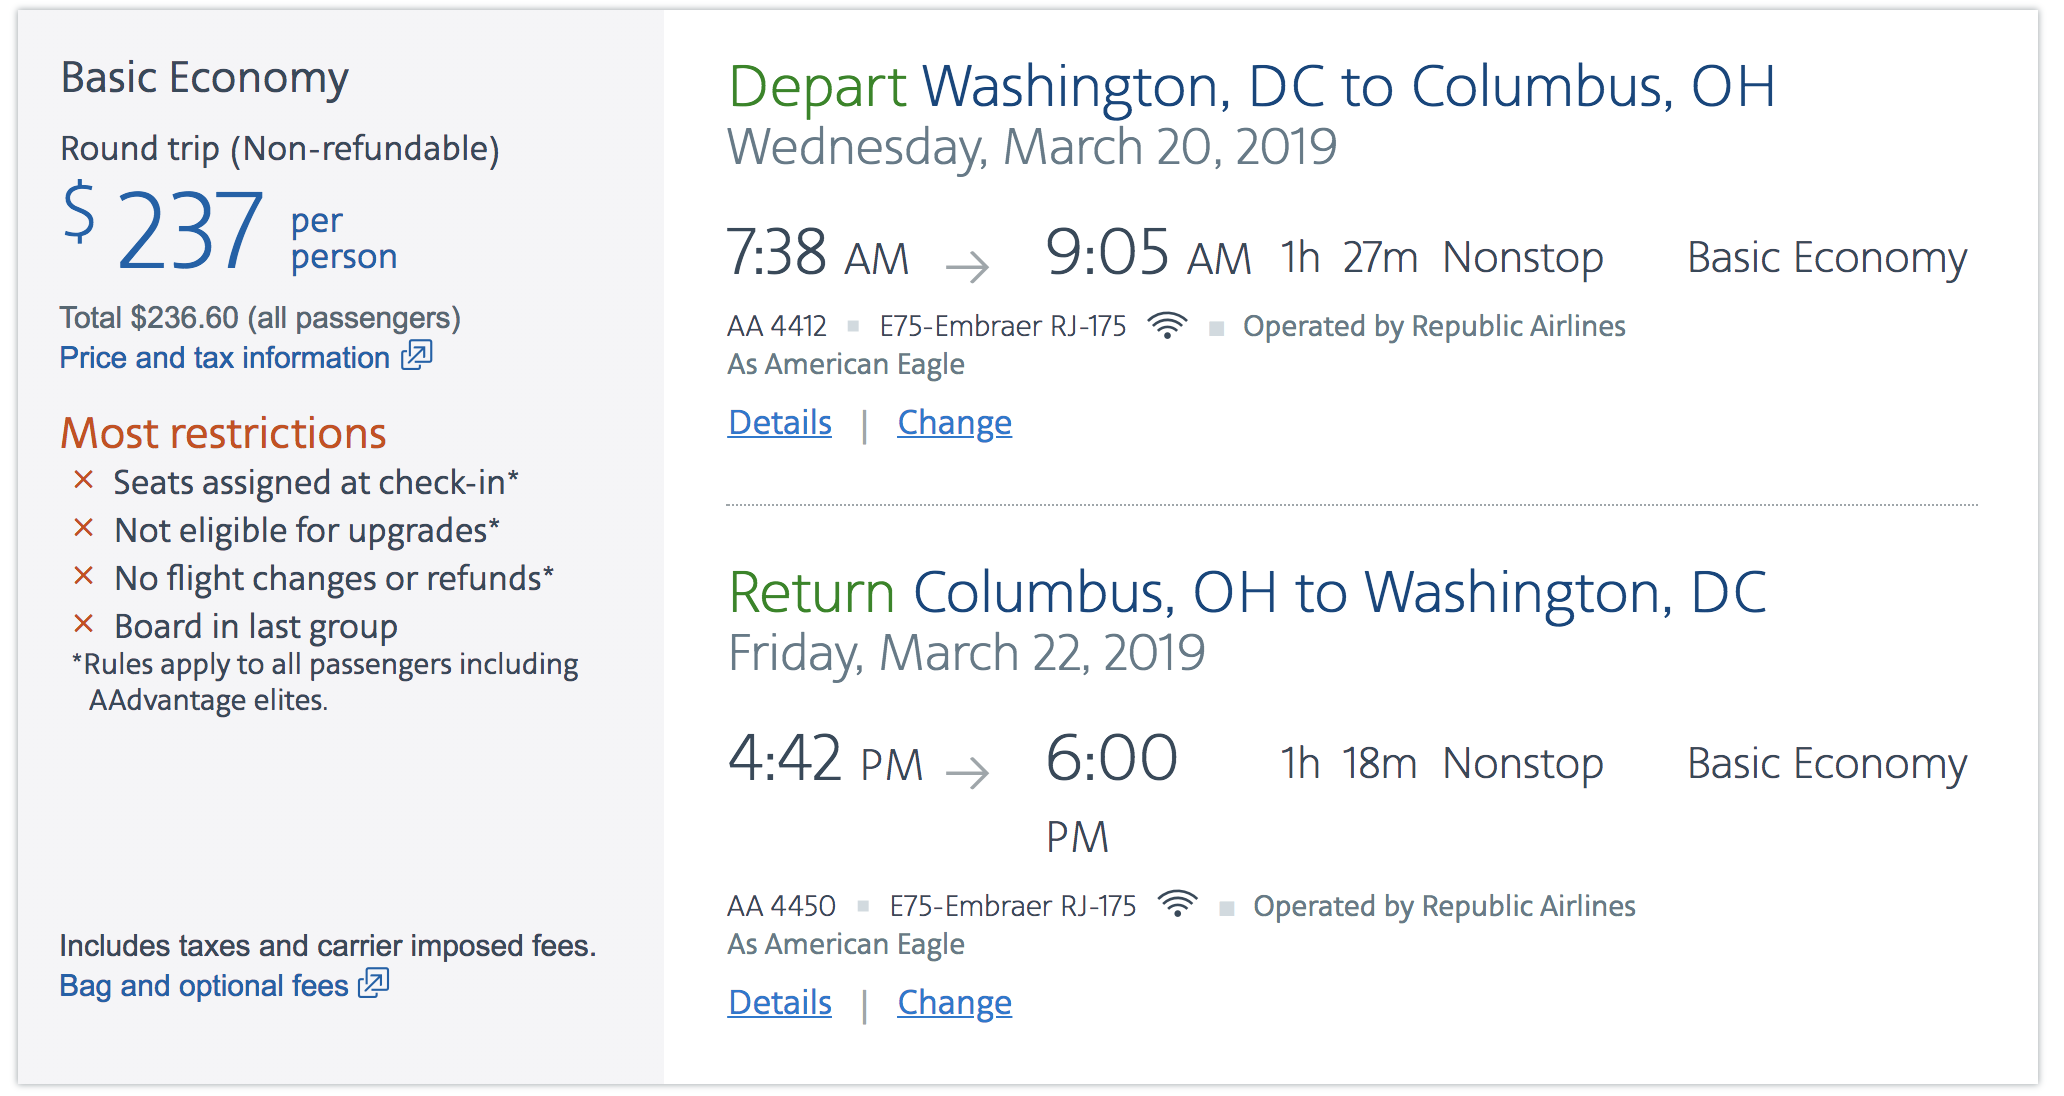 Basic Economy
Round trip (Non-refundable)
$ 237 per person
Total $236.60 (all passengers)
Price and tax information
Most restrictions
× Seats assigned at check-in*
× Not eligible for upgrades*
× No flight changes or refunds*
× Board in last group
*Rules apply to all passengers including
AAdvantage elites.
Includes taxes and carrier imposed fees.
Bag and optional fees
Depart Washington, DC to Columbus, OH
Wednesday, March 20, 2019
7:38 AM → 9:05 AM 1h 27m Nonstop Basic Economy
AA 4412 ▪ E75-Embraer RJ-175 ▪ Operated by Republic Airlines
As American Eagle
Details | Change
Return Columbus, OH to Washington, DC
Friday, March 22, 2019
4:42 PM → 6:00 PM 1h 18m Nonstop Basic Economy
AA 4450 ▪ E75-Embraer RJ-175 ▪ Operated by Republic Airlines
As American Eagle
Details | Change